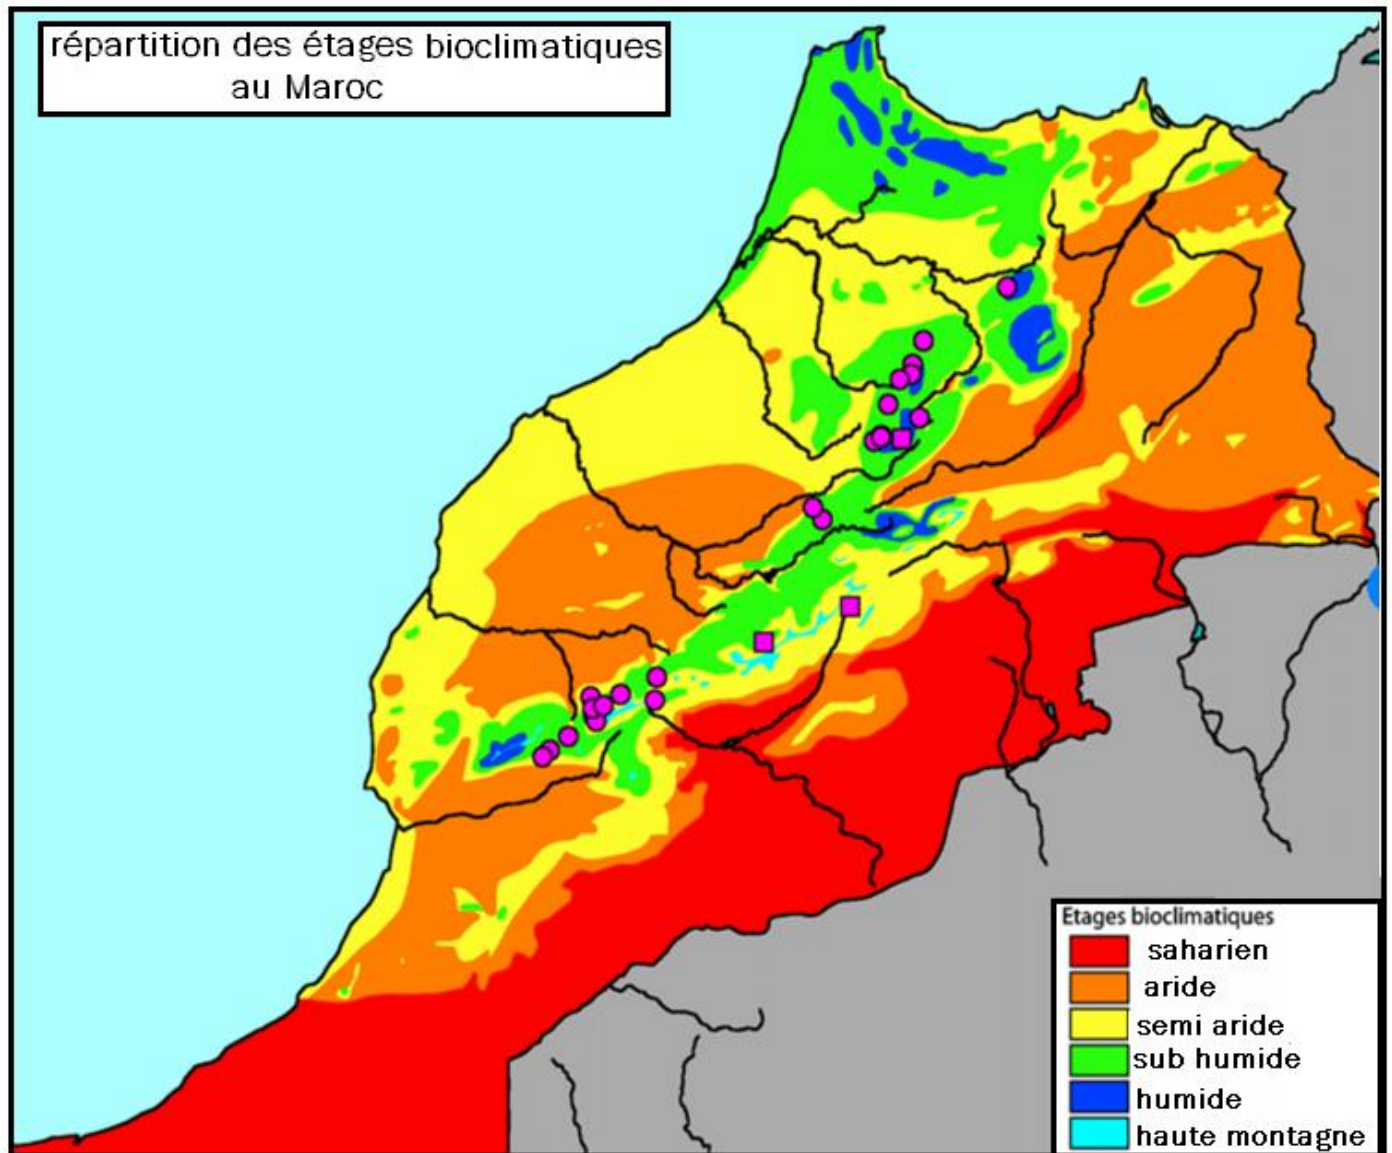 répartition des étages bioclimatiques
au Maroc
Etages bioclimatiques
saharien
aride
semi aride
sub humide
humide
haute montagne